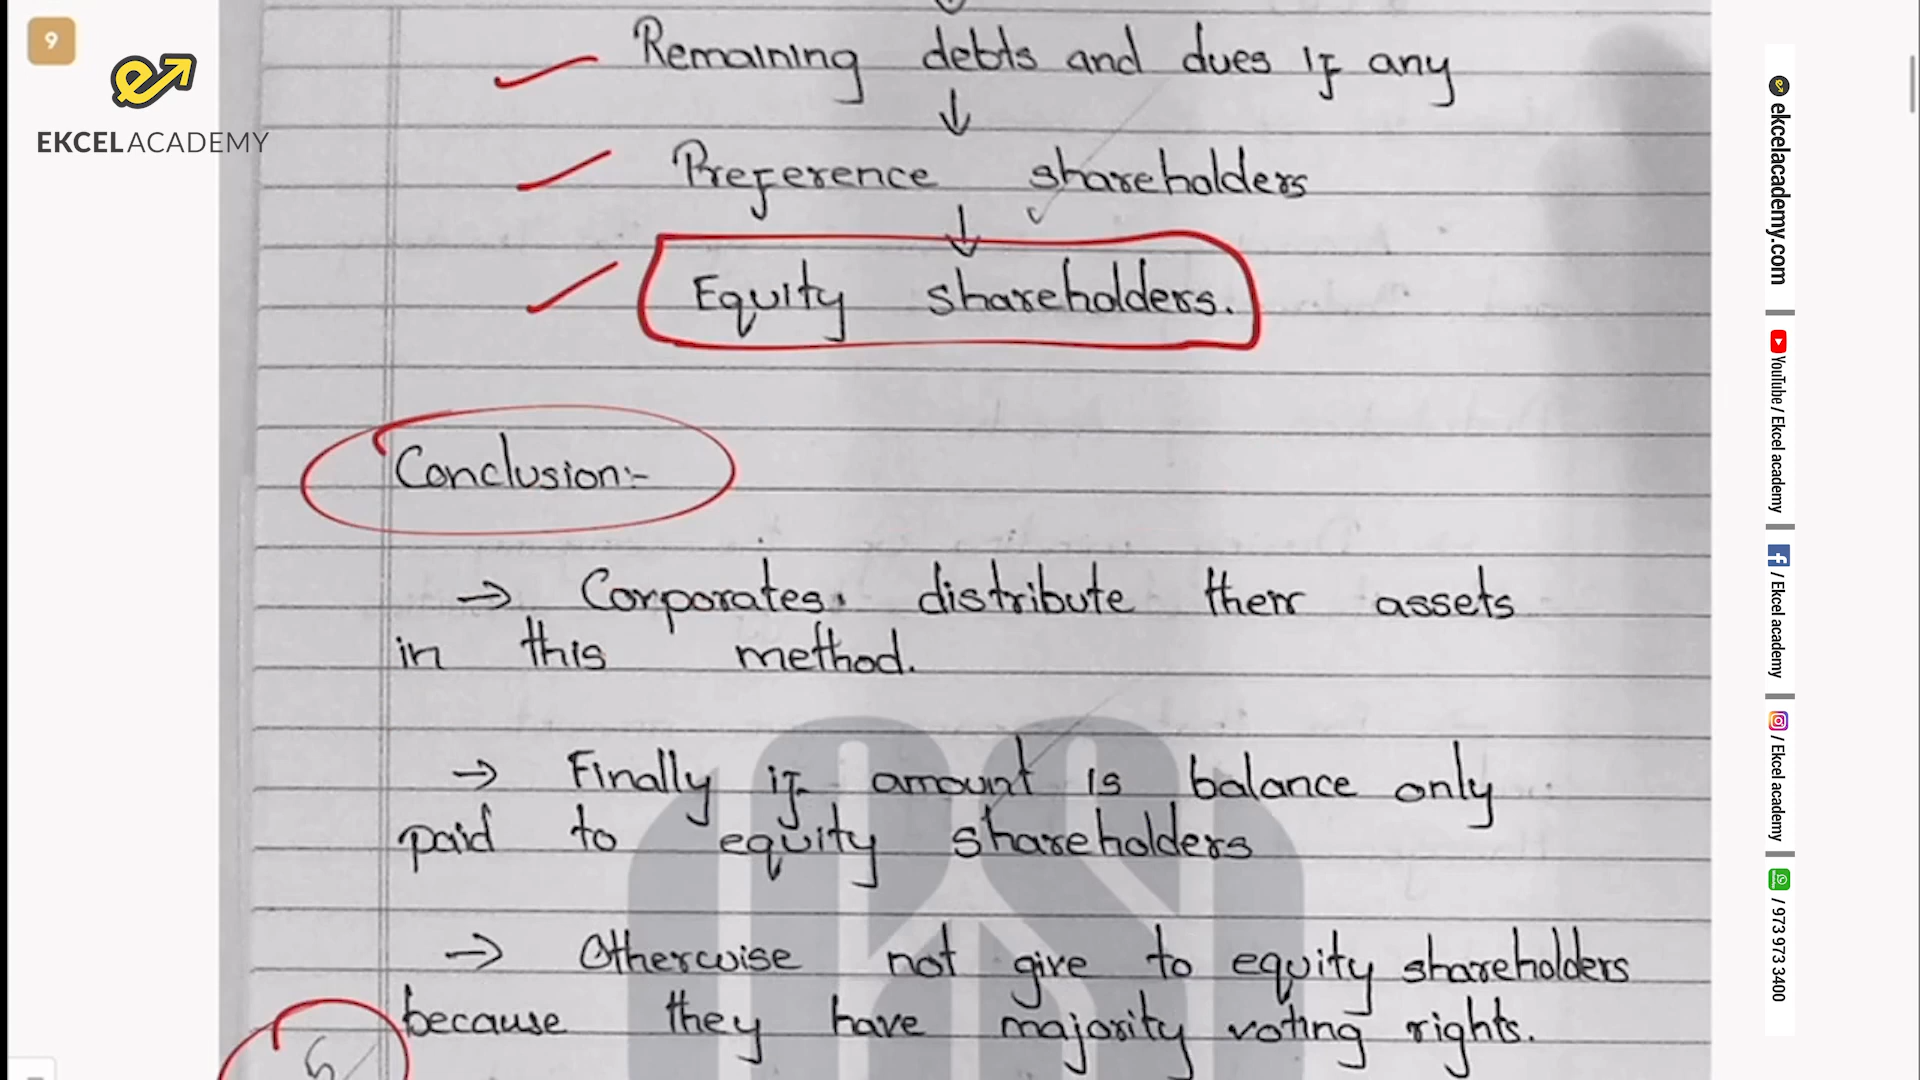 9
EKCELACADEMY
Remaining debts and dues if any
Preference shareholders
Equity shareholders.
Conclusion:-
→ Corporates. distribute their assets
in this method.
→ Finally if amount is balance only
paid to equity shareholders
→ Otherwise not give to equity shareholders
because they have majority voting rights.
5
ekcelacademy.com
YouTube / Ekcel academy
/ Ekcel academy
/ Ekcel academy
/ 973 973 3400